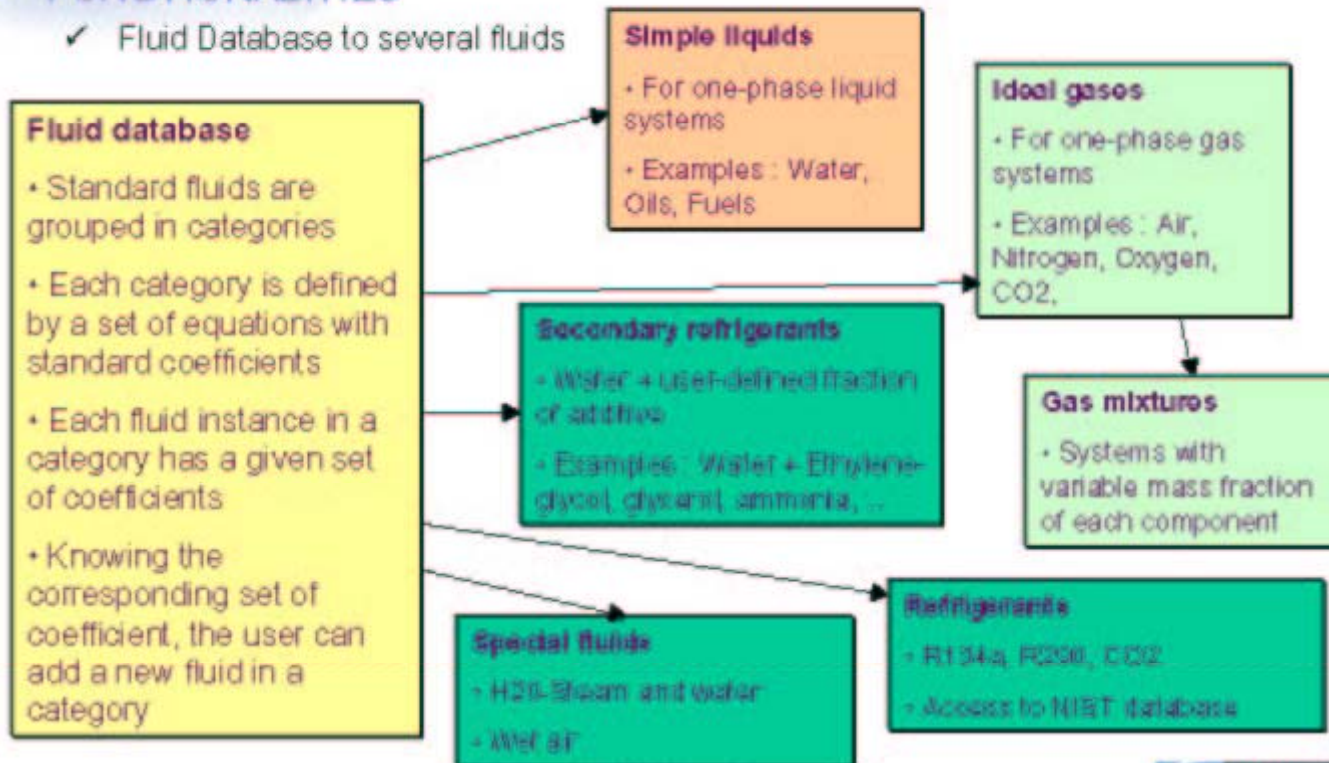 ✓ Fluid Database to several fluids
Fluid database
• Standard fluids are
grouped in categories
• Each category is defined
by a set of equations with
standard coefficients
• Each fluid instance in a
category has a given set
of coefficients
• Knowing the
corresponding set of
coefficient, the user can
add a new fluid in a
category
Simple liquids
• For one-phase liquid
systems
• Examples : Water,
Oils, Fuels
Ideal gases
• For one-phase gas
systems
• Examples : Air,
Nitrogen, Oxygen,
CO2,
Secondary refrigerants
• Water + user-defined fraction
of additive
• Examples : Water + Ethylene-
glycol, glycerol, ammonia, ...
Gas mixtures
• Systems with
variable mass fraction
of each component
Special fluids
• H20-Steam and water
• Wet air
Refrigerants
• R134a, CO2
• Access to NIST database